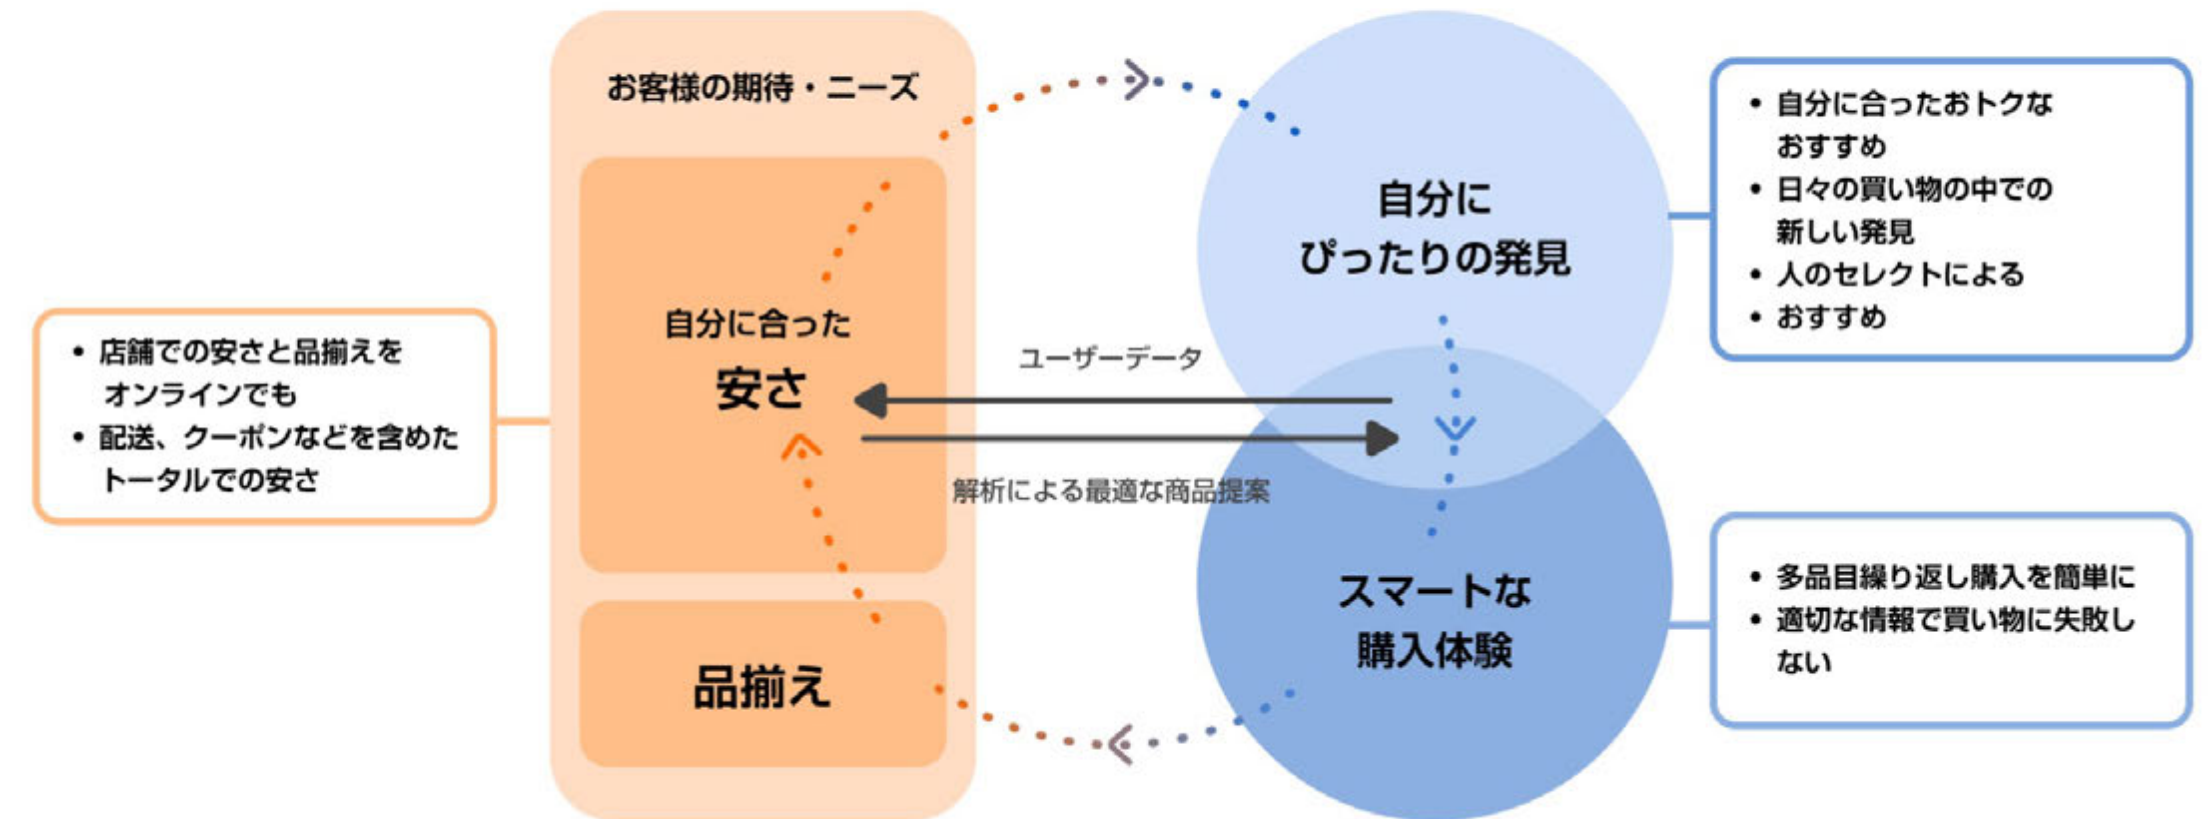 お客様の期待・ニーズ
自分に合った
安さ
品揃え
• 店舗での安さと品揃えを
オンラインでも
• 配送、クーポンなどを含めた
トータルでの安さ
ユーザーデータ
解析による最適な商品提案
自分に
ぴったりの発見
スマートな
購入体験
• 自分に合ったおトクな
おすすめ
• 日々の買い物の中での
新しい発見
• 人のセレクトによる
• おすすめ
• 多品目繰り返し購入を簡単に
• 適切な情報で買い物に失敗し
ない